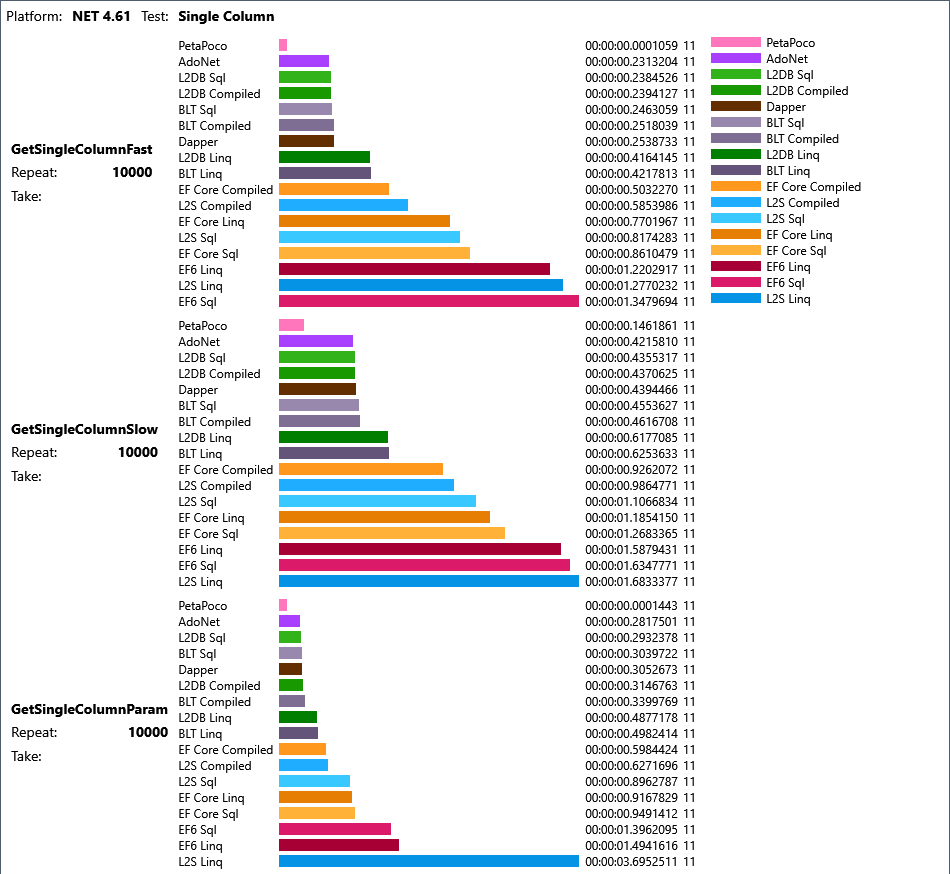 Platform: NET 4.61 Test: Single Column
GetSingleColumnFast
Repeat: 10000
Take:
PetaPoco 00:00:00.0001059 11
AdoNet 00:00:00.2313204 11
L2DB Sql 00:00:00.2384526 11
L2DB Compiled 00:00:00.2394127 11
BLT Sql 00:00:00.2463059 11
BLT Compiled 00:00:00.2518039 11
Dapper 00:00:00.2538733 11
L2DB Linq 00:00:00.4164145 11
BLT Linq 00:00:00.4217813 11
EF Core Compiled 00:00:00.5032270 11
L2S Compiled 00:00:00.5853986 11
EF Core Linq 00:00:00.7701967 11
L2S Sql 00:00:00.8174283 11
EF Core Sql 00:00:00.8610479 11
EF6 Linq 00:00:01.2202917 11
L2S Linq 00:00:01.2770232 11
EF6 Sql 00:00:01.3479694 11
GetSingleColumnSlow
Repeat: 10000
Take:
PetaPoco 00:00:00.1461861 11
AdoNet 00:00:00.4215810 11
L2DB Sql 00:00:00.4355317 11
L2DB Compiled 00:00:00.4370625 11
Dapper 00:00:00.4394466 11
BLT Sql 00:00:00.4553627 11
BLT Compiled 00:00:00.4616708 11
L2DB Linq 00:00:00.6177085 11
BLT Linq 00:00:00.6253633 11
EF Core Compiled 00:00:00.9262072 11
L2S Compiled 00:00:00.9864771 11
L2S Sql 00:00:01.1066834 11
EF Core Linq 00:00:01.1854150 11
EF Core Sql 00:00:01.2683365 11
EF6 Linq 00:00:01.5879431 11
EF6 Sql 00:00:01.6347771 11
L2S Linq 00:00:01.6833377 11
GetSingleColumnParam
Repeat: 10000
Take:
PetaPoco 00:00:00.0001443 11
AdoNet 00:00:00.2817501 11
L2DB Sql 00:00:00.2932378 11
BLT Sql 00:00:00.3039722 11
Dapper 00:00:00.3052673 11
L2DB Compiled 00:00:00.3146763 11
BLT Compiled 00:00:00.3399769 11
L2DB Linq 00:00:00.4877178 11
BLT Linq 00:00:00.4982414 11
EF Core Compiled 00:00:00.5984424 11
L2S Compiled 00:00:00.6271696 11
L2S Sql 00:00:00.8962787 11
EF Core Linq 00:00:00.9167829 11
EF Core Sql 00:00:00.9491412 11
EF6 Sql 00:00:01.3962095 11
EF6 Linq 00:00:01.4941616 11
L2S Linq 00:00:03.6952511 11
PetaPoco
AdoNet
L2DB Sql
L2DB Compiled
Dapper
BLT Sql
BLT Compiled
L2DB Linq
BLT Linq
EF Core Compiled
L2S Compiled
L2S Sql
EF Core Linq
EF Core Sql
EF6 Linq
EF6 Sql
L2S Linq